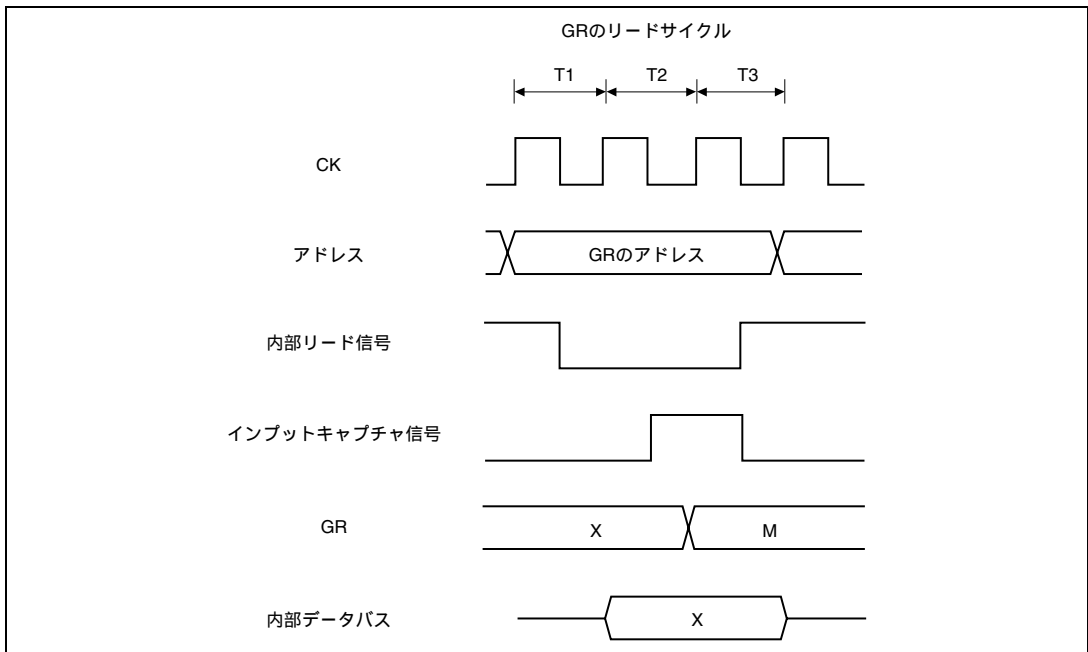 GRのリードサイクル
T1 T2 T3
CK
アドレス GRのアドレス
内部リード信号
インプットキャプチャ信号
GR X M
内部データバス X